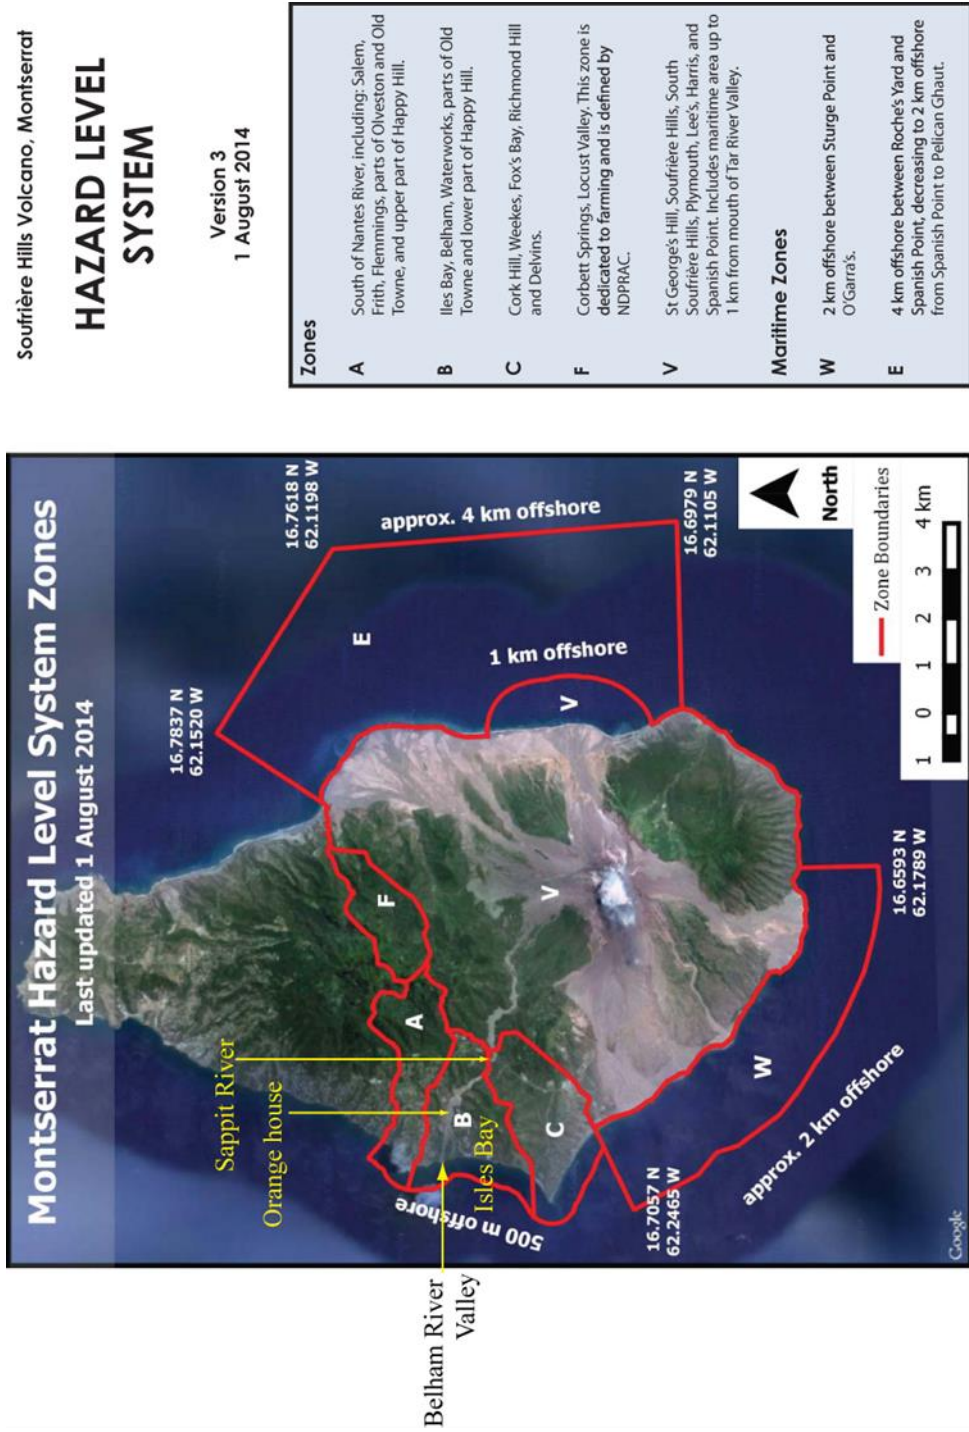 Soufrière Hills Volcano, Montserrat
HAZARD LEVEL
SYSTEM
Version 3
1 August 2014
Zones
A
South of Nantes River, including: Salem,
Frith, Flemmings, parts of Olveston and Old
Towne, and upper part of Happy Hill.
B
Iles Bay, Belham, Waterworks, parts of Old
Towne and lower part of Happy Hill.
C
Cork Hill, Weekes, Fox's Bay, Richmond Hill
and Delvins.
F
Corbett Springs, Locust Valley. This zone is
dedicated to farming and is defined by
NDPRAC.
V
St George's Hill, Soufrière Hills, South
Soufrière Hills, Plymouth, Lee's, Harris, and
Spanish Point. Includes maritime area up to
1 km from mouth of Tar River Valley.
Maritime Zones
W
2 km offshore between Sturge Point and
O'Garra's.
E
4 km offshore between Roche's Yard and
Spanish Point, decreasing to 2 km offshore
from Spanish Point to Pelican Ghaut.
Montserrat Hazard Level System Zones
Last updated 1 August 2014
16.7837 N
62.1520 W
16.7618 N
62.1198 W
approx. 4 km offshore
E
1 km offshore
V
16.6979 N
62.1105 W
F
A
V
B
C
W
Sappit River
Orange house
Isles Bay
Belham River
Valley
500 m offshore
16.7057 N
62.2465 W
approx. 2 km offshore
16.6593 N
62.1789 W
North
Zone Boundaries
1 0 1 2 3 4 km
Google